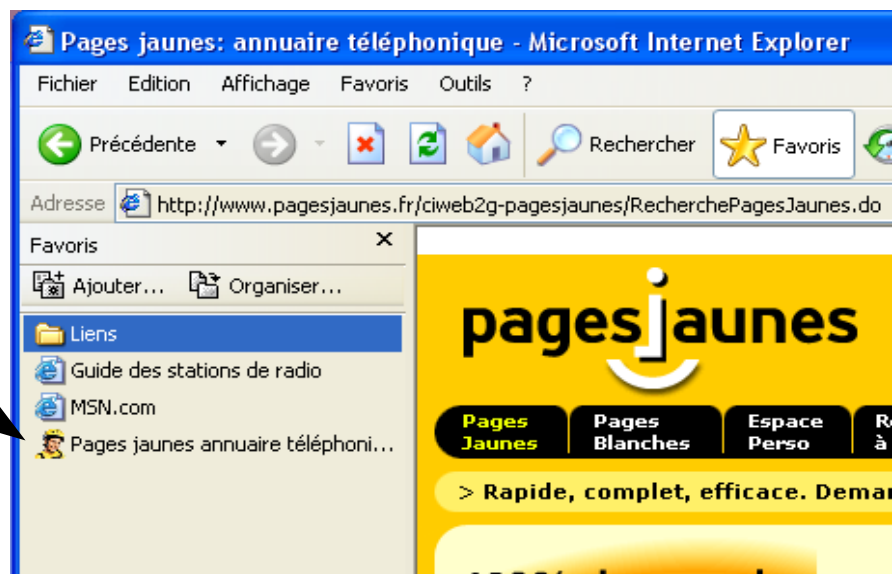 Pages jaunes: annuaire téléphonique - Microsoft Internet Explorer
Fichier Edition Affichage Favoris Outils ?
Précédente Rechercher Favoris
Adresse http://www.pagesjaunes.fr/ciweb2g-pagesjaunes/RecherchePagesJaunes.do
Favoris
Ajouter... Organiser...
Liens
Guide des stations de radio
MSN.com
Pages jaunes annuaire téléphoni...
pagesjaunes
Pages Jaunes
Pages Blanches
Espace Perso
à
> Rapide, complet, efficace.